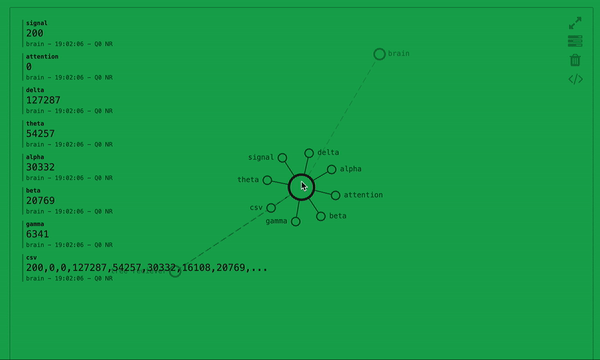 signal
200
brain – 19:02:06 – Q0 NR
attention
0
brain – 19:02:06 – Q0 NR
delta
127287
brain – 19:02:06 – Q0 NR
theta
54257
brain – 19:02:06 – Q0 NR
alpha
30332
brain – 19:02:06 – Q0 NR
beta
20769
brain – 19:02:06 – Q0 NR
gamma
6341
brain – 19:02:06 – Q0 NR
csv
200,0,0,127287,54257,30332,16108,20769,...
brain – 19:02:06 – Q0 NR
brain
signal
delta
alpha
theta
attention
csv
beta
gamma